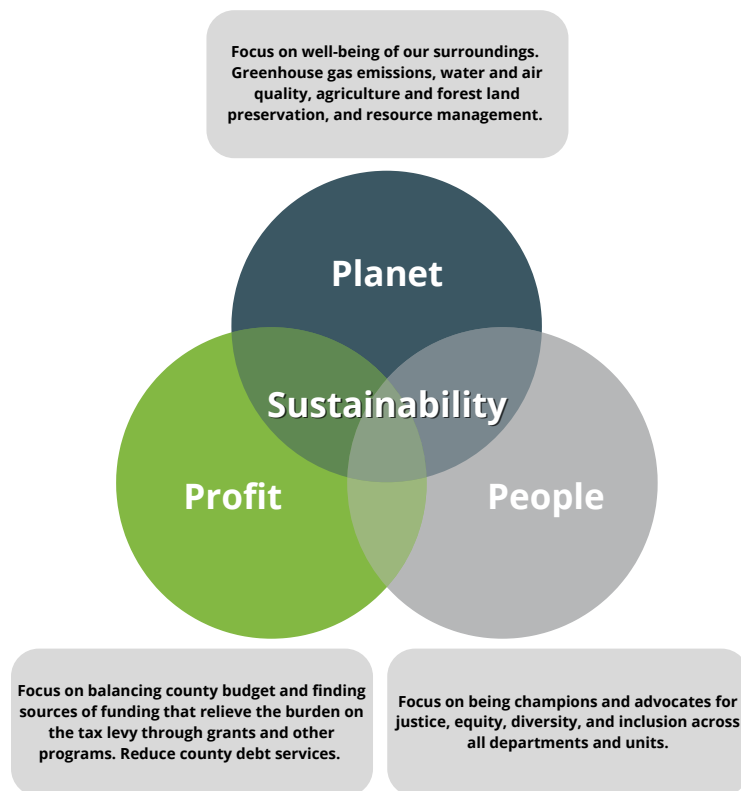 Focus on well-being of our surroundings.
Greenhouse gas emissions, water and air
quality, agriculture and forest land
preservation, and resource management.
Planet
Sustainability
Profit
People
Focus on balancing county budget and finding
sources of funding that relieve the burden on
the tax levy through grants and other
programs. Reduce county debt services.
Focus on being champions and advocates for
justice, equity, diversity, and inclusion across
all departments and units.